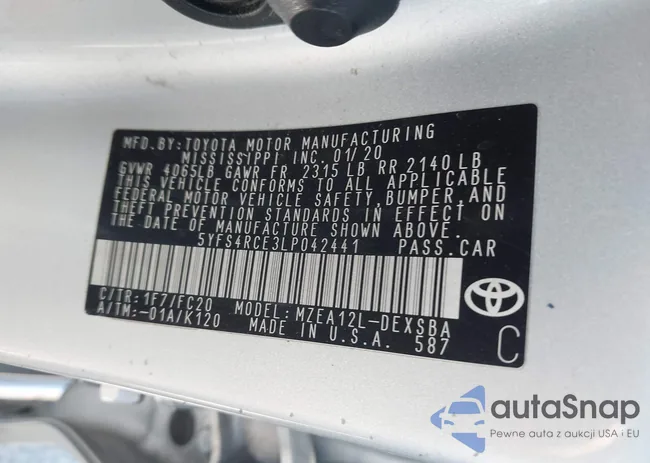 MFD.BY:TOYOTA MOTOR MANUFACTURING
MISSISSIPPI INC. 01/20
GVWR 4065LB GAWR FR 2315 LB RR 2140 LB
THIS VEHICLE CONFORMS TO ALL APPLICABLE
FEDERAL MOTOR VEHICLE SAFETY, BUMPER, AND
THEFT PREVENTION STANDARDS IN EFFECT ON
THE DATE OF MANUFACTURE SHOWN ABOVE.
5YFS4RCE3LP042441 PASS.CAR
C/TR: 1F7/FC20 MODEL: MZEA12L-DEXSBA
A/TM:-01A/K120 MADE IN U.S.A. 587
C
autoSnap
Pewne auta z aukcji USA i EU